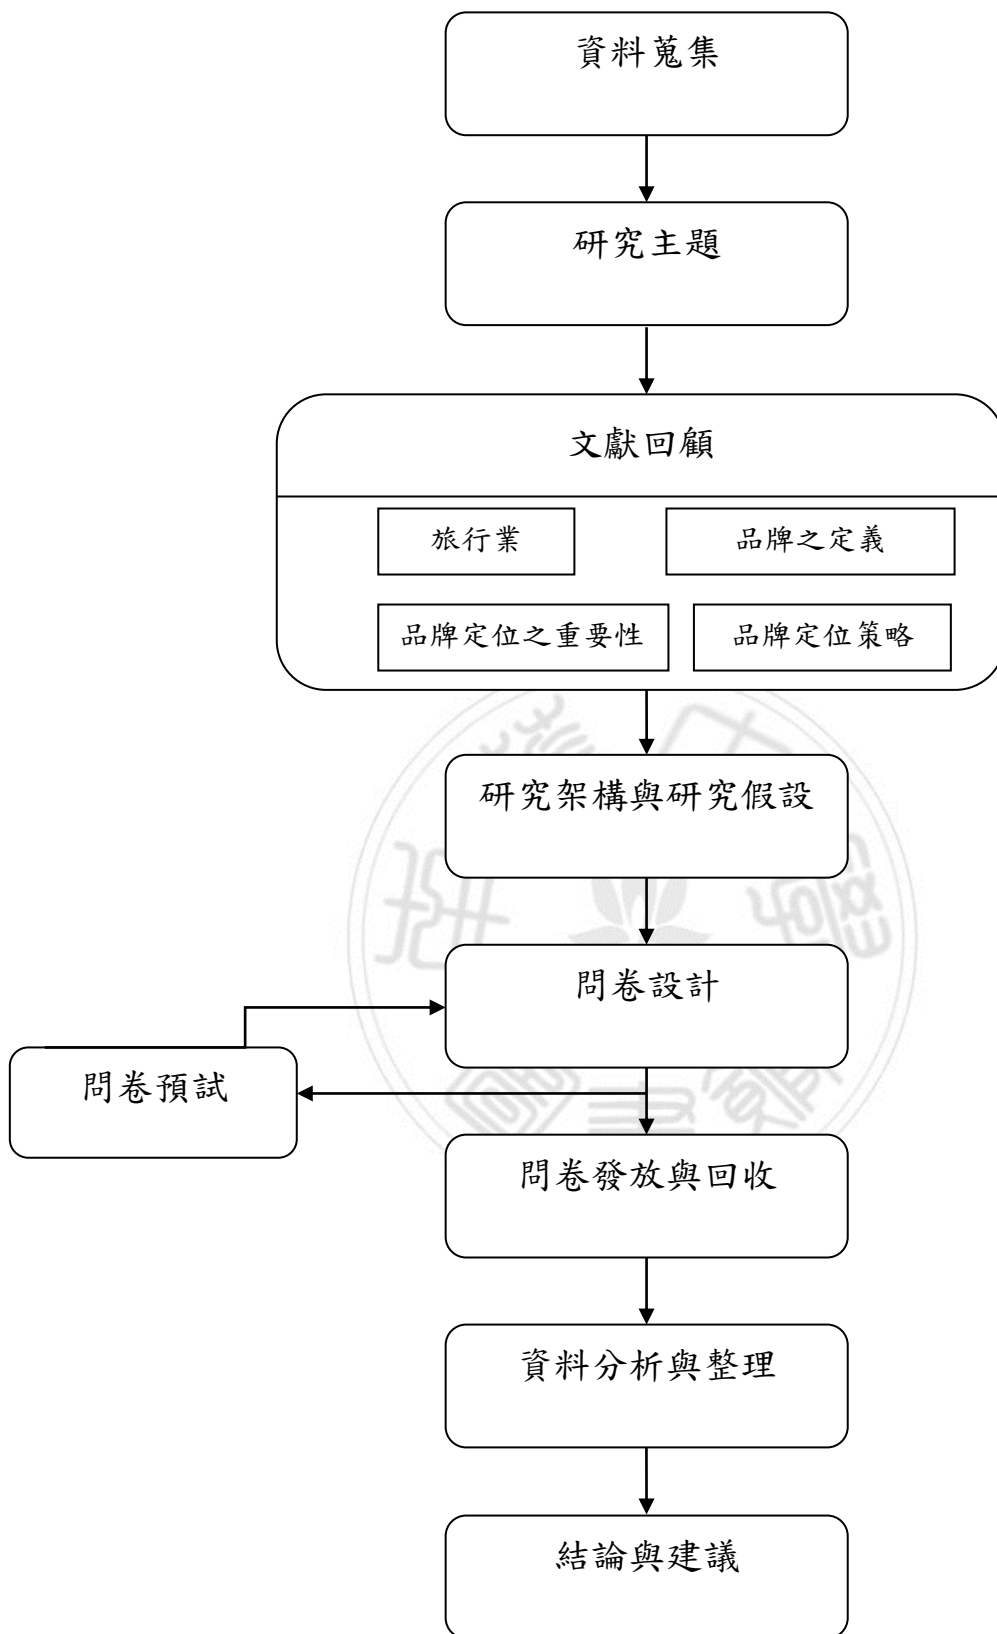 資料蒐集
研究主題
文獻回顧
旅行業
品牌之定義
品牌定位之重要性
品牌定位策略
研究架構與研究假設
問卷設計
問卷預試
問卷發放與回收
資料分析與整理
結論與建議